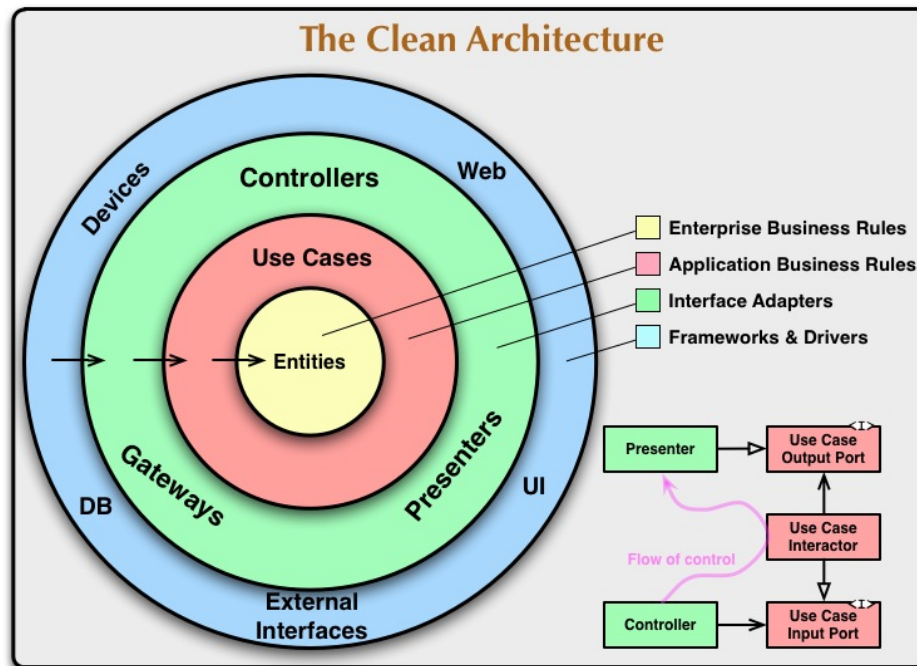 The Clean Architecture
Devices
Web
Controllers
Use Cases
Entities
Gateways
Presenters
DB
UI
External
Interfaces
Enterprise Business Rules
Application Business Rules
Interface Adapters
Frameworks & Drivers
Presenter
<I>
Use Case
Output Port
Use Case
Interactor
Flow of control
Controller
<I>
Use Case
Input Port